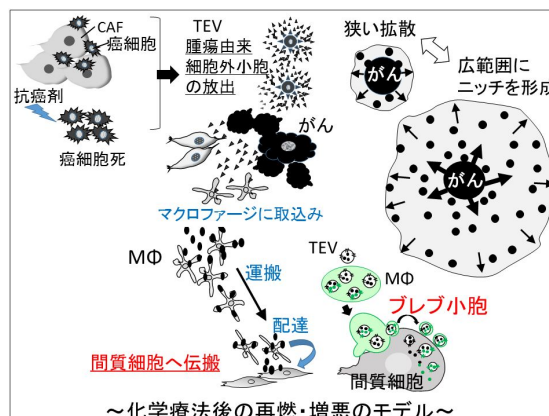 CAF
癌細胞
抗癌剤
癌細胞死
TEV
腫瘍由来
細胞外小胞
の放出
がん
マクロファージに取込み
狭い拡散
がん
広範囲に
ニッチを形成
がん
MΦ
運搬
配達
間質細胞へ伝搬
TEV
MΦ
ブレブ小胞
間質細胞
〜化学療法後の再燃・増悪のモデル〜